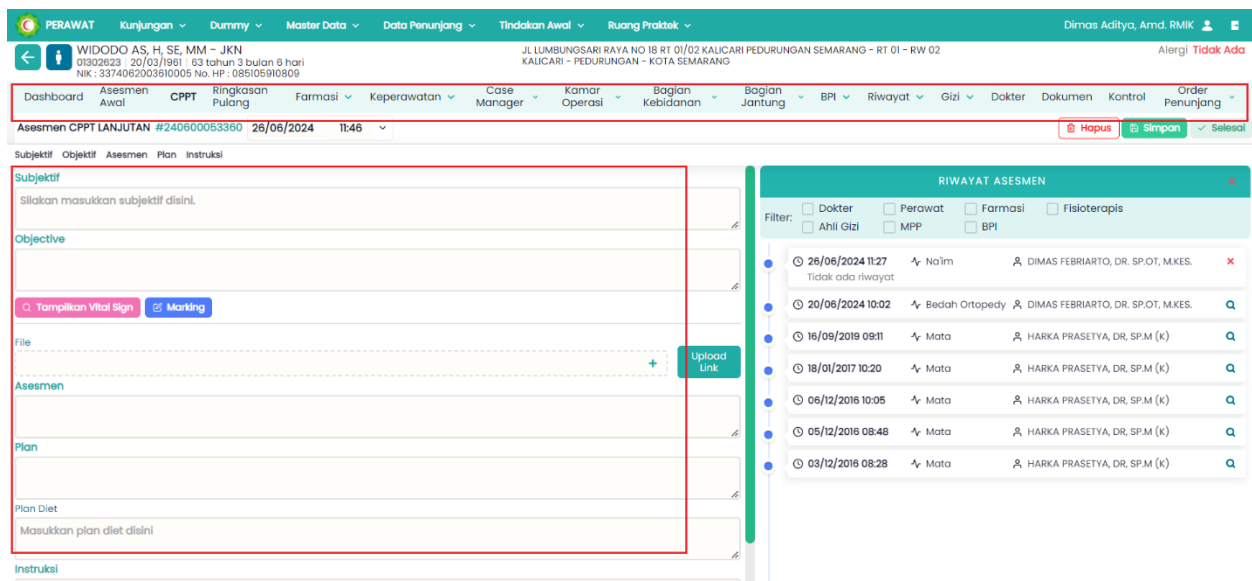 PERAWAT Kunjungan Dummy Master Data Data Penunjang Tindakan Awal Ruang Praktek Dimas Aditya, Amd. RMIK
WIDODO AS, H, SE, MM - JKN
01302623 | 20/03/1961 | 63 tahun 3 bulan 6 hari
NIK : 3374062003610005 No. HP : 085105910809
JL LUMBUNGSARI RAYA NO 18 RT 01/02 KALICARI PEDURUNGAN SEMARANG - RT 01 - RW 02
KALICARI - PEDURUNGAN - KOTA SEMARANG
Alergi Tidak Ada
Dashboard Asesmen Awal CPPT Ringkasan Pulang Farmasi Keperawatan Case Manager Kamar Operasi Bagian Kebidanan Bagian Jantung BPI Riwayat Gizi Dokter Dokumen Kontrol Order Penunjang
Asesmen CPPT LANJUTAN #240600053360 26/06/2024 11:46 Hapus Simpan Selesai
Subjektif Objektif Asesmen Plan Instruksi
Subjektif
Silakan masukkan subjektif disini.
Objective
Tampilkan Vital Sign Marking
File
+ Upload Link
Asesmen
Plan
Plan Diet
Masukkan plan diet disini
Instruksi
RIWAYAT ASESMEN
Filter: Dokter Perawat Farmasi Fisioterapis
Ahli Gizi MPP BPI
26/06/2024 11:27 Na'im DIMAS FEBRIARTO, DR. SP.OT, M.KES.
Tidak ada riwayat
20/06/2024 10:02 Bedah Ortopedy DIMAS FEBRIARTO, DR. SP.OT, M.KES.
16/09/2019 09:11 Mata HARKA PRASETYA, DR, SP.M (K)
18/01/2017 10:20 Mata HARKA PRASETYA, DR, SP.M (K)
06/12/2016 10:05 Mata HARKA PRASETYA, DR, SP.M (K)
05/12/2016 08:48 Mata HARKA PRASETYA, DR, SP.M (K)
03/12/2016 08:28 Mata HARKA PRASETYA, DR, SP.M (K)